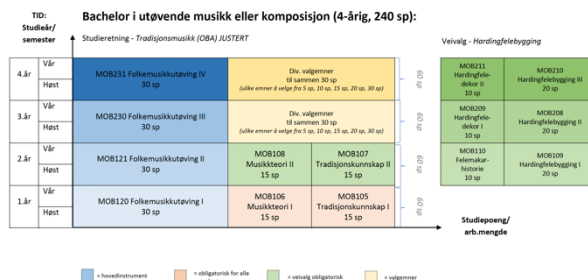 TID:
Studieår/
semester
Bachelor i utøvende musikk eller komposisjon (4-årig, 240 sp):
Studieretning - Tradisjonsmusikk (OBA) JUSTERT
Veivalg - Hardingfelebygging
4.år
Vår
Høst
MOB231 Folkemusikkutøving IV
30 sp
Div. valgemner
til sammen 30 sp
(ulike emner å velge fra 5 sp, 10 sp, 15 sp, 20 sp, 30 sp)
60 sp
MOB211
Hardingfele-
dekor II
10 sp
MOB210
Hardingfelebygging III
20 sp
3.år
Vår
Høst
MOB230 Folkemusikkutøving III
30 sp
Div. valgemner
til sammen 30 sp
(ulike emner å velge fra 5 sp, 10 sp, 15 sp, 20 sp, 30 sp)
60 sp
MOB209
Hardingfele-
dekor I
10 sp
MOB208
Hardingfelebygging II
20 sp
2.år
Vår
Høst
MOB121 Folkemusikkutøving II
30 sp
MOB108
Musikkteori II
15 sp
MOB107
Tradisjonskunnskap II
15 sp
60 sp
MOB110
Felemakar-
historie
10 sp
MOB109
Hardingfelebygging I
20 sp
1.år
Vår
Høst
MOB120 Folkemusikkutøving I
30 sp
MOB106
Musikkteori I
15 sp
MOB105
Tradisjonskunnskap I
15 sp
60 sp
Studiepoeng/
arb.mengde
= hovedinstrument
= obligatorisk for alle
= veivalg obligatorisk
= valgemner